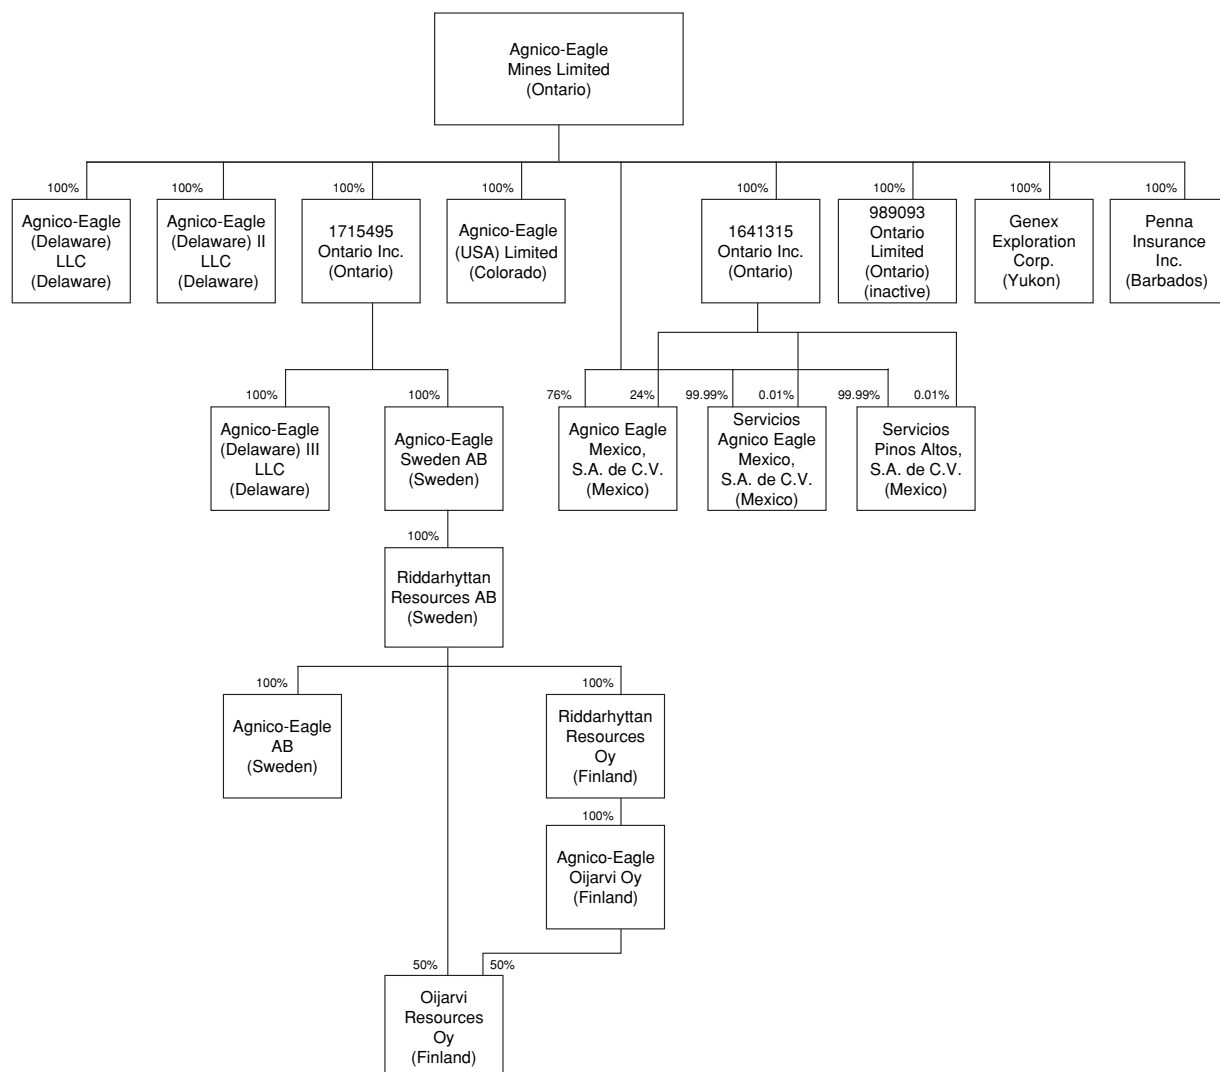 Agnico-Eagle
Mines Limited
(Ontario)
100%
100%
100%
100%
100%
100%
100%
100%
Agnico-Eagle
(Delaware)
LLC
(Delaware)
Agnico-Eagle
(Delaware) II
LLC
(Delaware)
1715495
Ontario Inc.
(Ontario)
Agnico-Eagle
(USA) Limited
(Colorado)
1641315
Ontario Inc.
(Ontario)
989093
Ontario
Limited
(Ontario)
(inactive)
Genex
Exploration
Corp.
(Yukon)
Penna
Insurance
Inc.
(Barbados)
100%
100%
76%
24%
99.99%
0.01%
99.99%
0.01%
Agnico-Eagle
(Delaware) III
LLC
(Delaware)
Agnico-Eagle
Sweden AB
(Sweden)
Agnico Eagle
Mexico,
S.A. de C.V.
(Mexico)
Servicios
Agnico Eagle
Mexico,
S.A. de C.V.
(Mexico)
Servicios
Pinos Altos,
S.A. de C.V.
(Mexico)
100%
Riddarhyttan
Resources AB
(Sweden)
100%
100%
Agnico-Eagle
AB
(Sweden)
Riddarhyttan
Resources
Oy
(Finland)
100%
Agnico-Eagle
Oijarvi Oy
(Finland)
50%
50%
Oijarvi
Resources
Oy
(Finland)